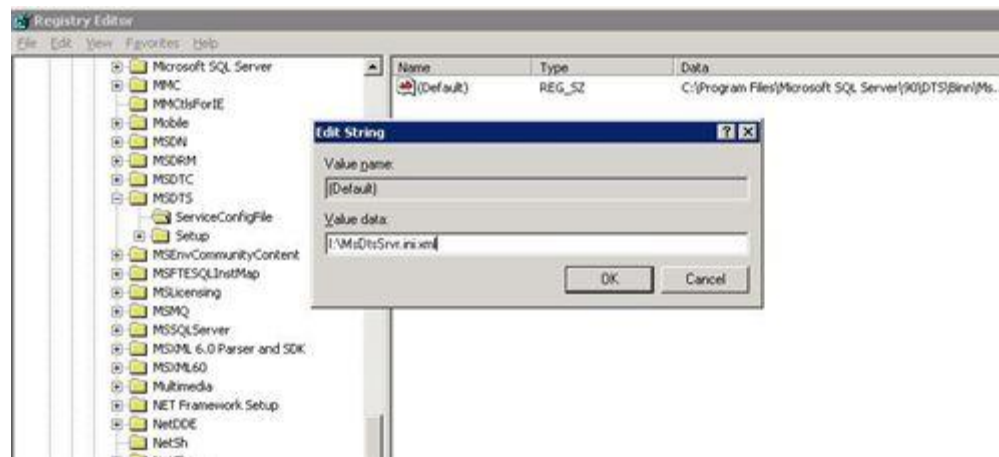 Registry Editor
File Edit View Favorites Help
Microsoft SQL Server
MMC
MMCtlsForIE
Mobile
MSDN
MSDRM
MSDTC
MSDTS
ServiceConfigFile
Setup
MSEnvCommunityContent
MSFTESQLInstMap
MSLicensing
MSMQ
MSSQLServer
MSXML 6.0 Parser and SDK
MSXML60
Multimedia
NET Framework Setup
NetDDE
NetSh
Name Type Data
(Default) REG_SZ C:\Program Files\Microsoft SQL Server\90\DTS\Binn\Ms...
Edit String
Value name:
(Default)
Value data:
I:\MsDtsSrvr.ini.xml
OK Cancel